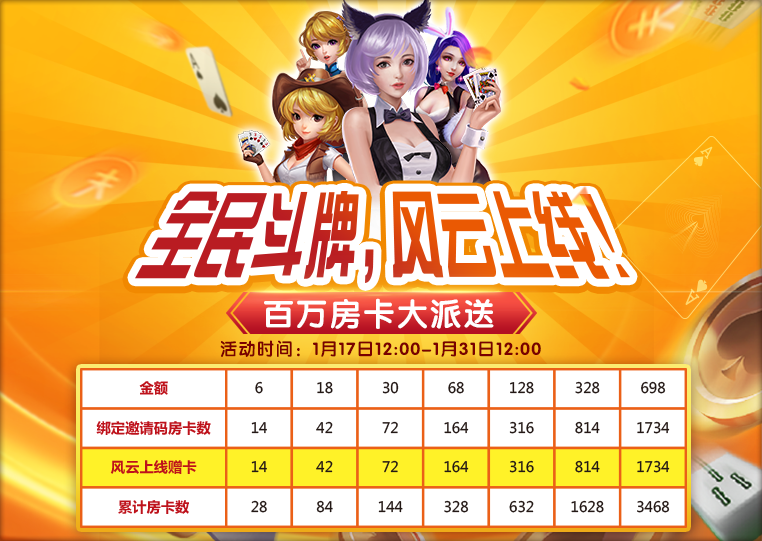 全民斗牌,风云上线!
百万房卡大派送
活动时间：1月17日12:00-1月31日12:00
金额 6 18 30 68 128 328 698
绑定邀请码房卡数 14 42 72 164 316 814 1734
风云上线赠卡 14 42 72 164 316 814 1734
累计房卡数 28 84 144 328 632 1628 3468